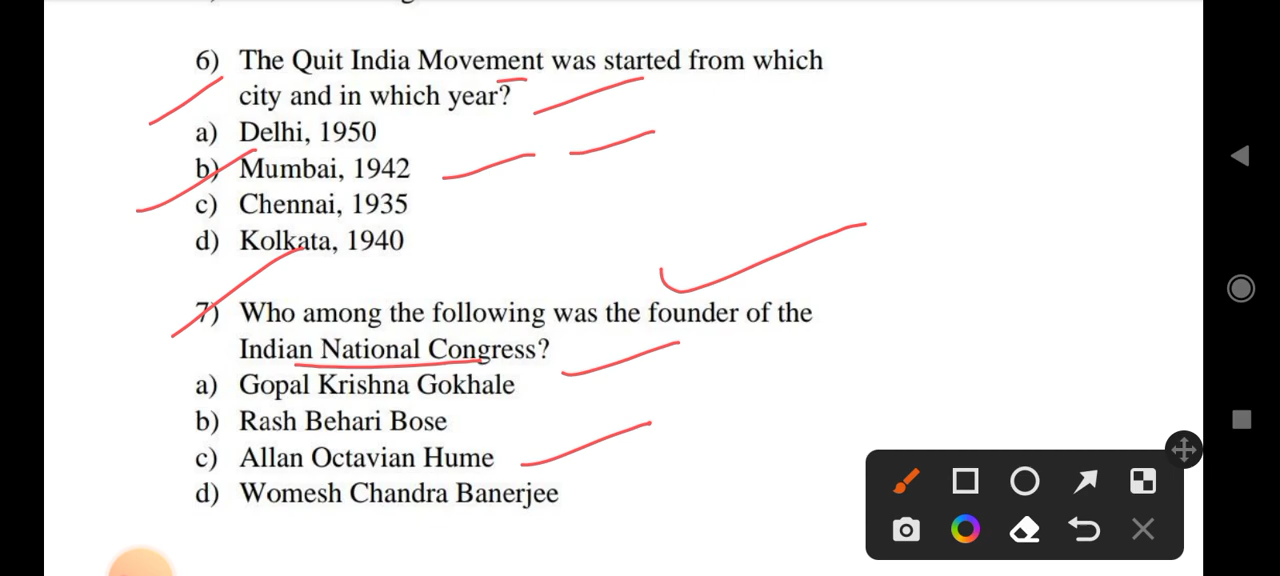 6) The Quit India Movement was started from which
city and in which year?
a) Delhi, 1950
b) Mumbai, 1942
c) Chennai, 1935
d) Kolkata, 1940
7) Who among the following was the founder of the
Indian National Congress?
a) Gopal Krishna Gokhale
b) Rash Behari Bose
c) Allan Octavian Hume
d) Womesh Chandra Banerjee